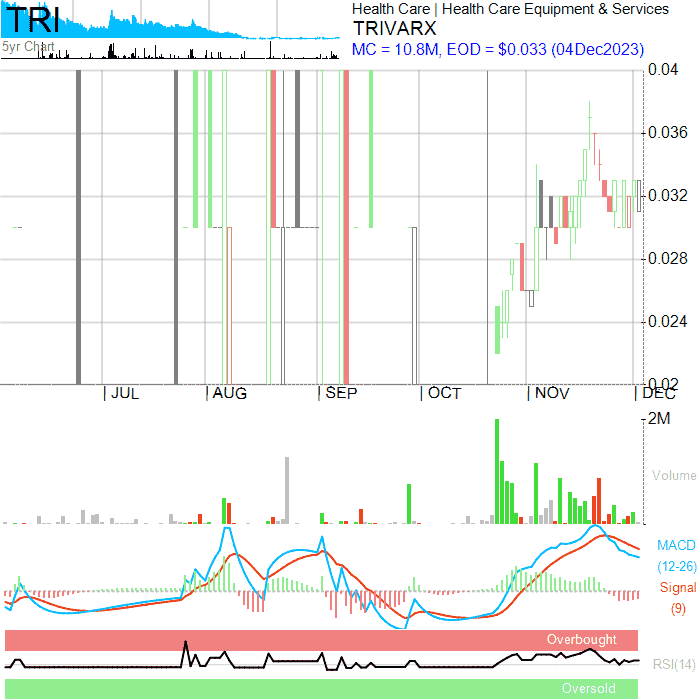 TRI
5yr Chart
Health Care | Health Care Equipment & Services
TRIVARX
MC = 10.8M, EOD = $0.033 (04Dec2023)
0.04
0.036
0.032
0.028
0.024
0.02
JUL AUG SEP OCT NOV DEC
2M
Volume
MACD
(12-26)
Signal
(9)
Overbought
RSI(14)
Oversold